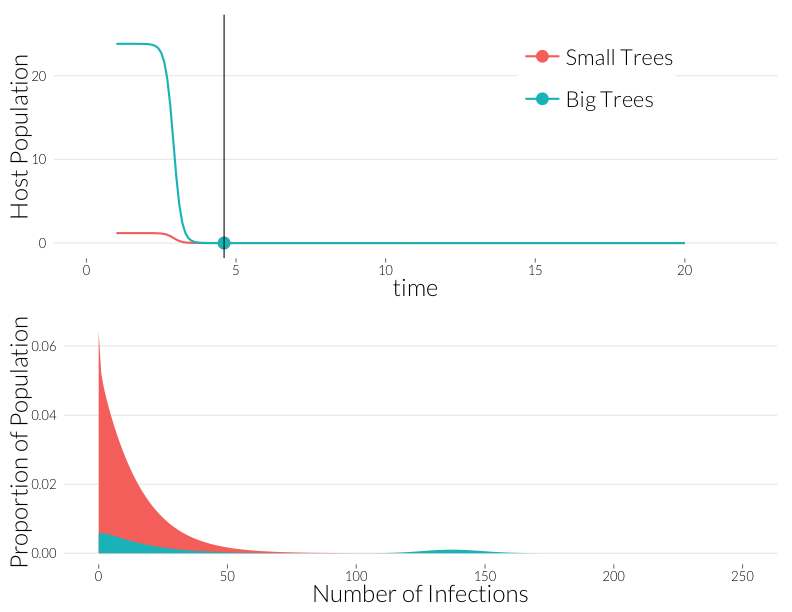 Host Population
20
10
0
Small Trees
Big Trees
0 5 10 15 20
time
Proportion of Population
0.06
0.04
0.02
0.00
0 50 100 150 200 250
Number of Infections